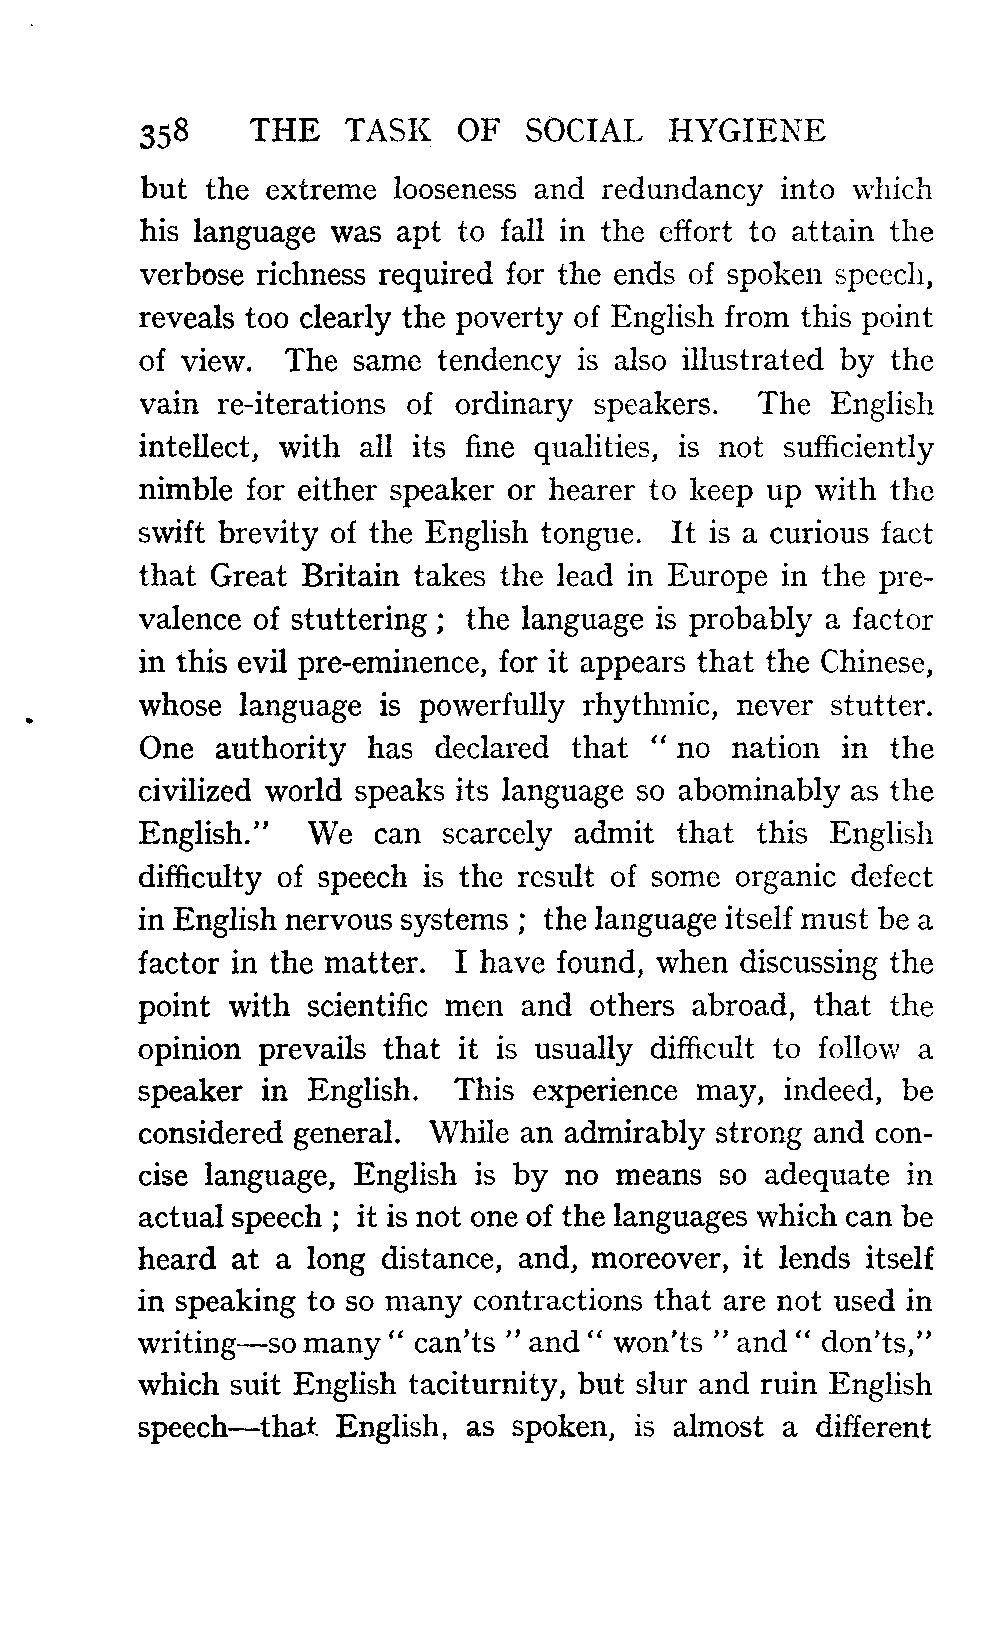 358 THE TASK OF SOCIAL HYGIENE
but the extreme looseness and redundancy into which
his language was apt to fall in the effort to attain the
verbose richness required for the ends of spoken speech,
reveals too clearly the poverty of English from this point
of view. The same tendency is also illustrated by the
vain re-iterations of ordinary speakers. The English
intellect, with all its fine qualities, is not sufficiently
nimble for either speaker or hearer to keep up with the
swift brevity of the English tongue. It is a curious fact
that Great Britain takes the lead in Europe in the pre-
valence of stuttering ; the language is probably a factor
in this evil pre-eminence, for it appears that the Chinese,
whose language is powerfully rhythmic, never stutter.
One authority has declared that " no nation in the
civilized world speaks its language so abominably as the
English." We can scarcely admit that this English
difficulty of speech is the result of some organic defect
in English nervous systems ; the language itself must be a
factor in the matter. I have found, when discussing the
point with scientific men and others abroad, that the
opinion prevails that it is usually difficult to follow a
speaker in English. This experience may, indeed, be
considered general. While an admirably strong and con-
cise language, English is by no means so adequate in
actual speech ; it is not one of the languages which can be
heard at a long distance, and, moreover, it lends itself
in speaking to so many contractions that are not used in
writing—so many " can'ts " and " won'ts " and " don'ts,"
which suit English taciturnity, but slur and ruin English
speech—that English, as spoken, is almost a different